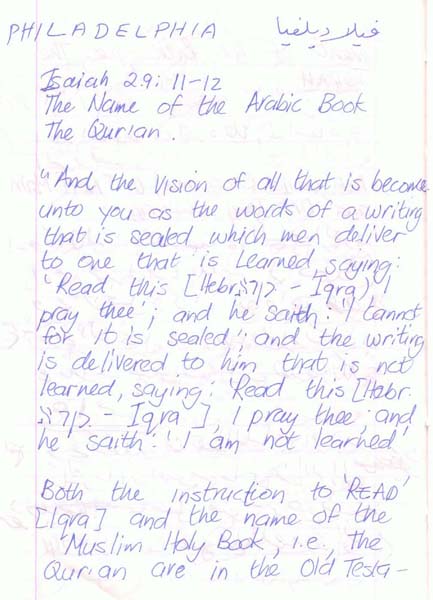 PHILADELPHIA فيلاديلفيا
Isaiah 29: 11-12
The Name of the Arabic Book
The Qur'an.
"And the vision of all that is become
unto you as the words of a writing
that is sealed which men deliver
to one that is learned, saying:
'Read this [Hebr. קרא - Iqra), I
pray thee'; and he saith: 'I cannot
for it is sealed'; and the writing
is delivered to him that is not
learned, saying: 'Read this [Hebr.
קרא - Iqra], I pray thee; and
he saith: 'I am not learned'
Both the instruction to 'READ'
[Iqra] and the name of the
Muslim Holy Book, i.e, The
Qur'an are in the Old Testa-